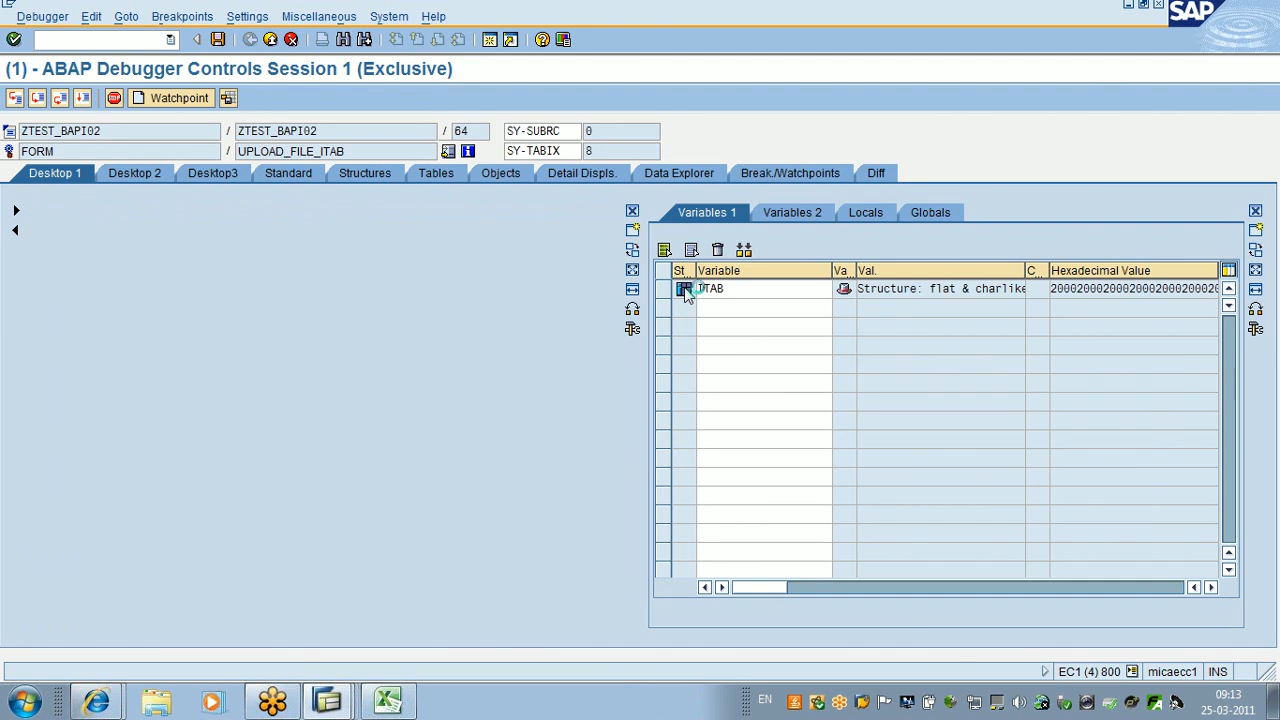 Debugger Edit Goto Breakpoints Settings Miscellaneous System Help
SAP
(1) - ABAP Debugger Controls Session 1 (Exclusive)
Watchpoint
ZTEST_BAPI02 / ZTEST_BAPI02 / 64 SY-SUBRC 0
FORM / UPLOAD_FILE_ITAB SY-TABIX 8
Desktop 1 Desktop 2 Desktop3 Standard Structures Tables Objects Detail Displs. Data Explorer Break./Watchpoints Diff
Variables 1 Variables 2 Locals Globals
St... Variable Va... Val. C... Hexadecimal Value
ITAB Structure: flat & charlike 200020002000200020002000200020
EC1 (4) 800 micaecc1 INS
EN 09:13
25-03-2011